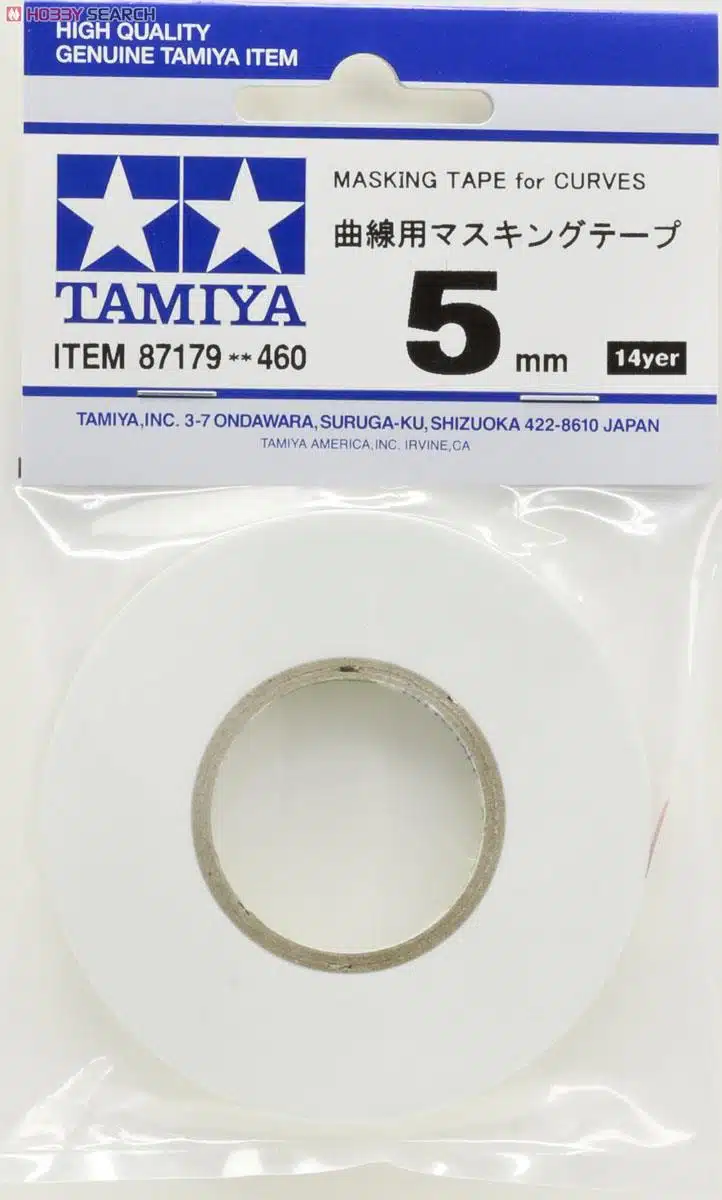 HOBBY SEARCH
HIGH QUALITY
GENUINE TAMIYA ITEM
MASKING TAPE for CURVES
曲線用マスキングテープ
TAMIYA
5 mm
14yer
ITEM 87179**460
TAMIYA,INC. 3-7 ONDAWARA,SURUGA-KU,SHIZUOKA 422-8610 JAPAN
TAMIYA AMERICA,INC. IRVINE,CA